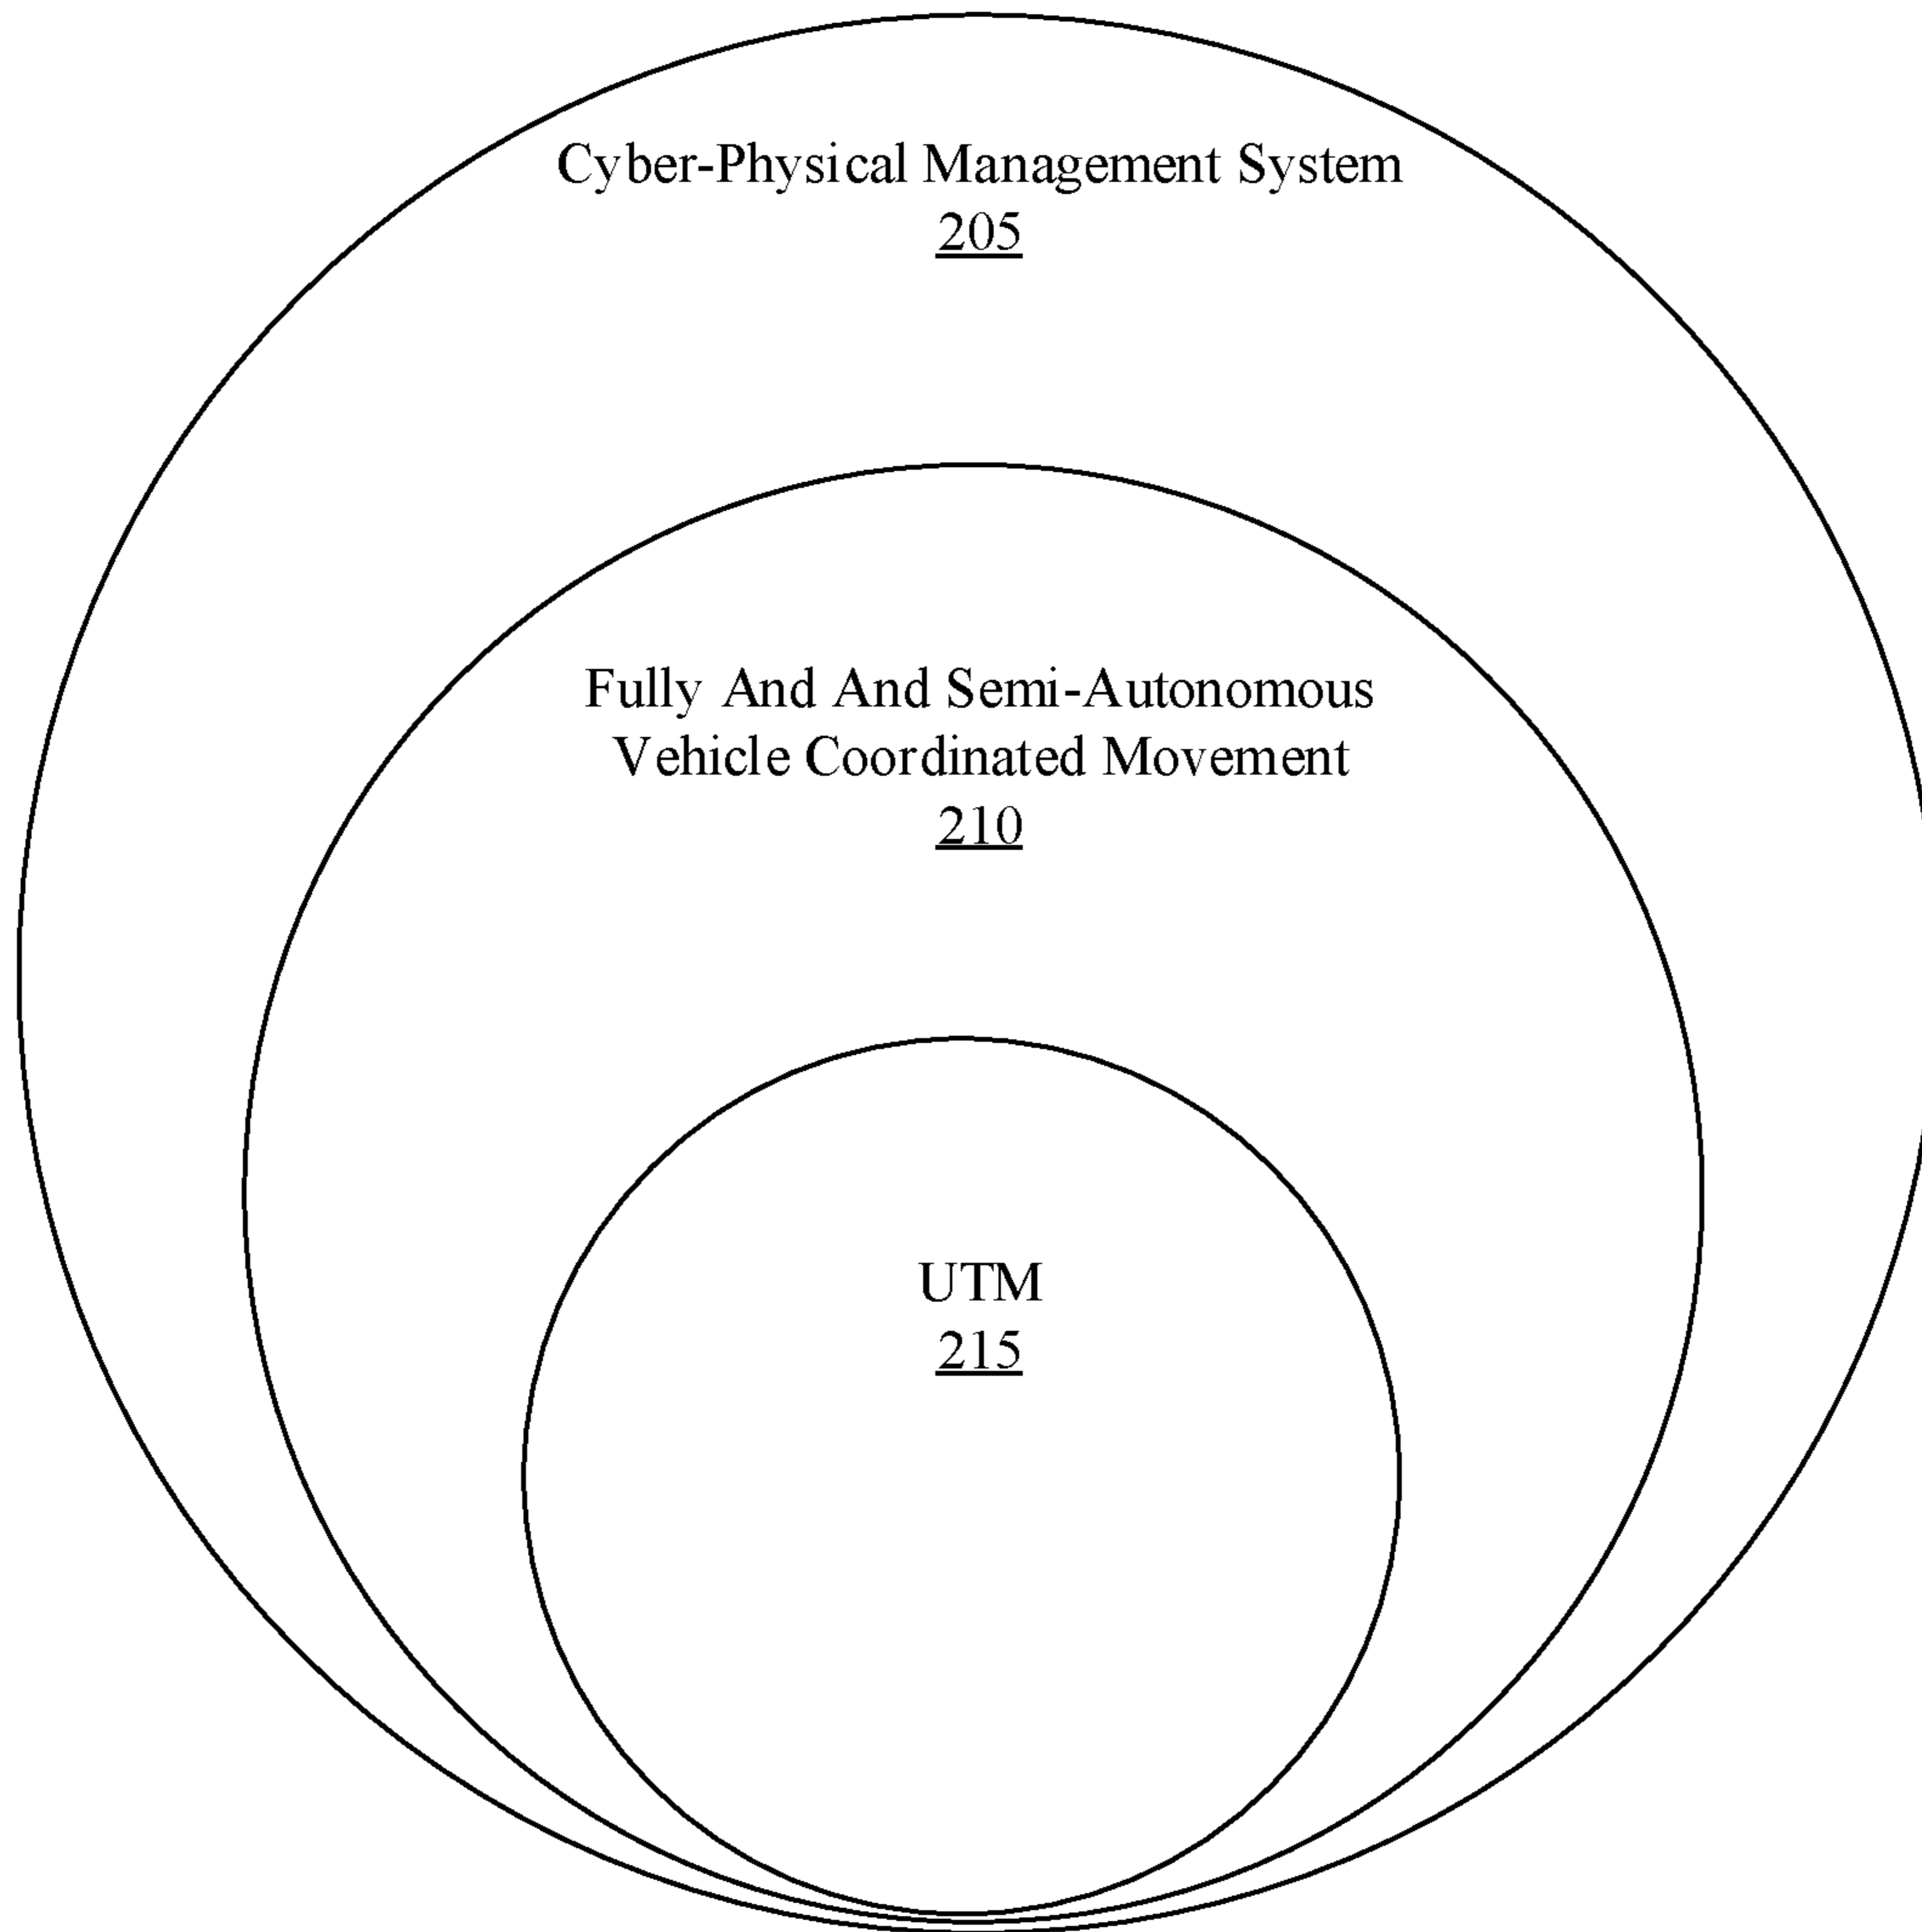 Cyber-Physical Management System
205
Fully And And Semi-Autonomous
Vehicle Coordinated Movement
210
UTM
215